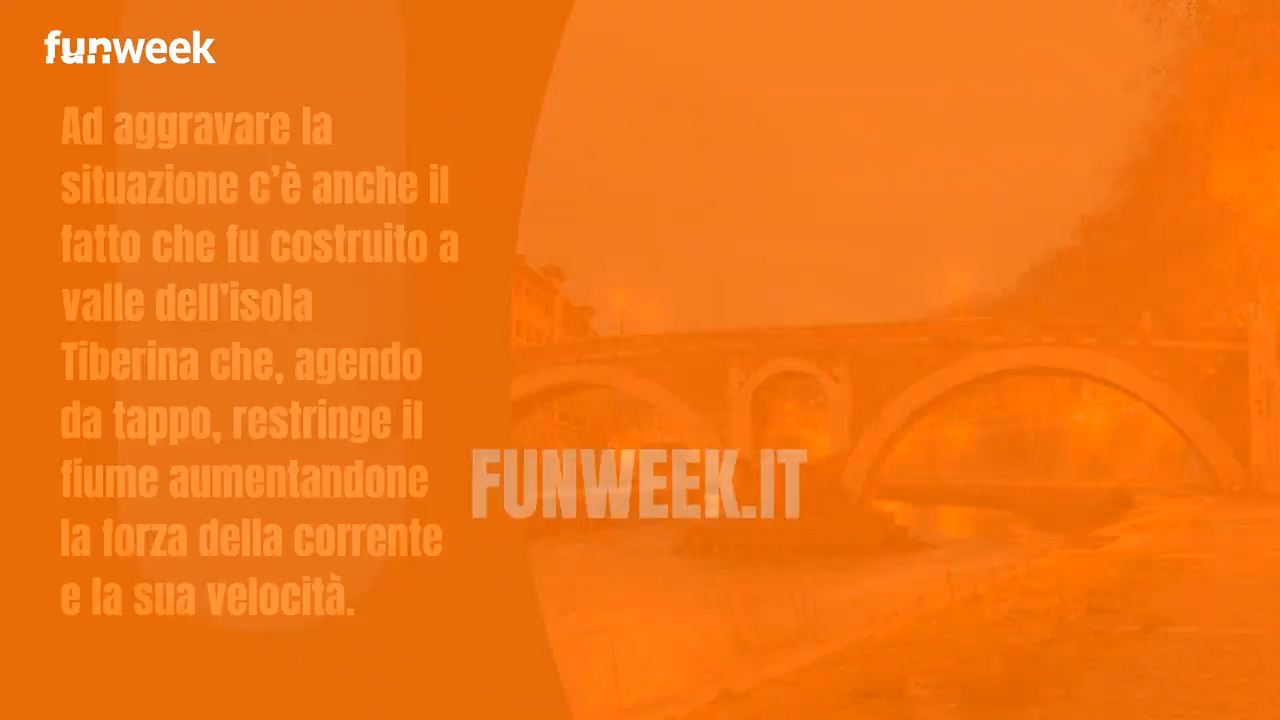 funweek
Ad aggravare la
situazione c'è anche il
fatto che fu costruito a
valle dell'isola
Tiberina che, agendo
da tappo, restringe il
fiume aumentandone
la forza della corrente
e la sua velocità.
FUNWEEK.IT